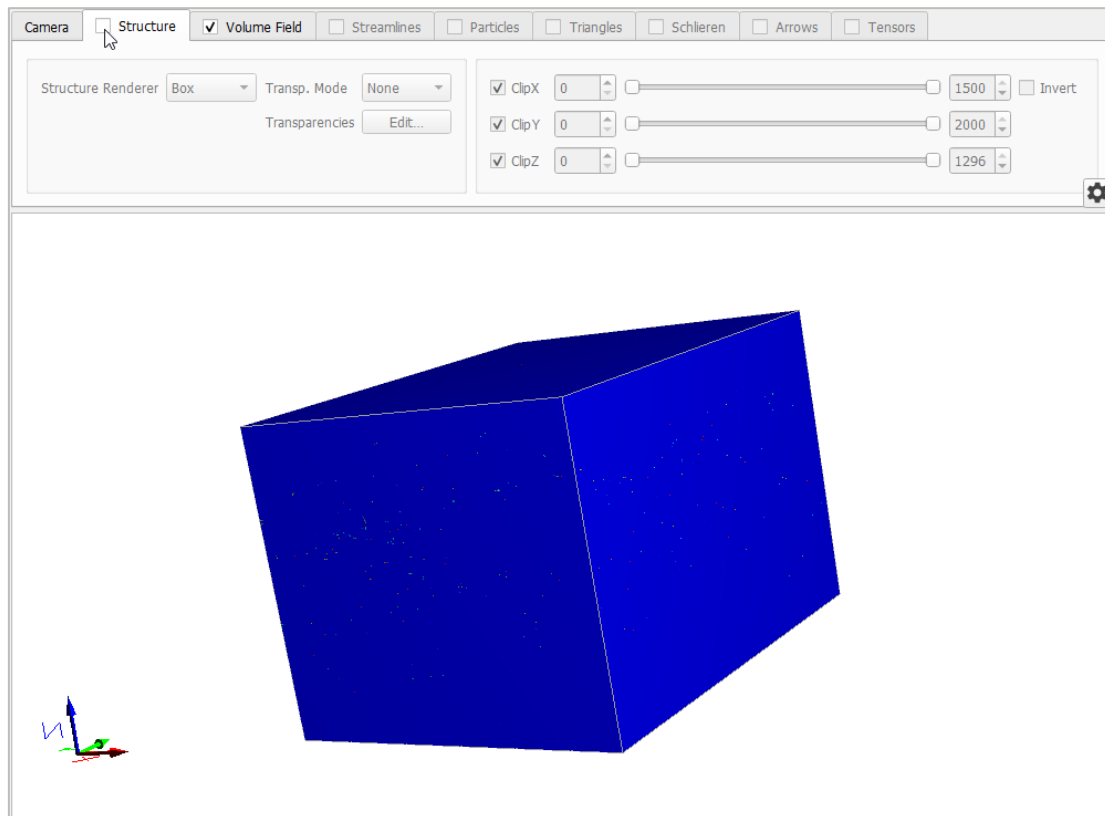 Camera Structure Volume Field Streamlines Particles Triangles Schlieren Arrows Tensors
Structure Renderer Box Transp. Mode None
Transparencies Edit...
ClipX 0 1500 Invert
ClipY 0 2000
ClipZ 0 1296
Z